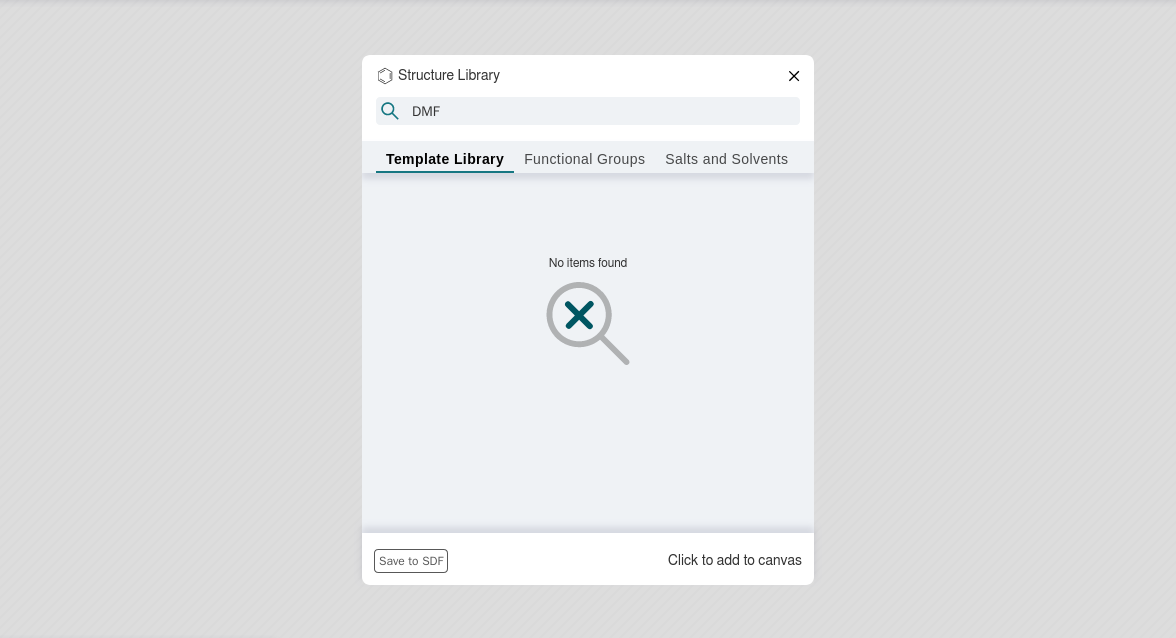 Structure Library
DMF
Template Library Functional Groups Salts and Solvents
No items found
Save to SDF Click to add to canvas